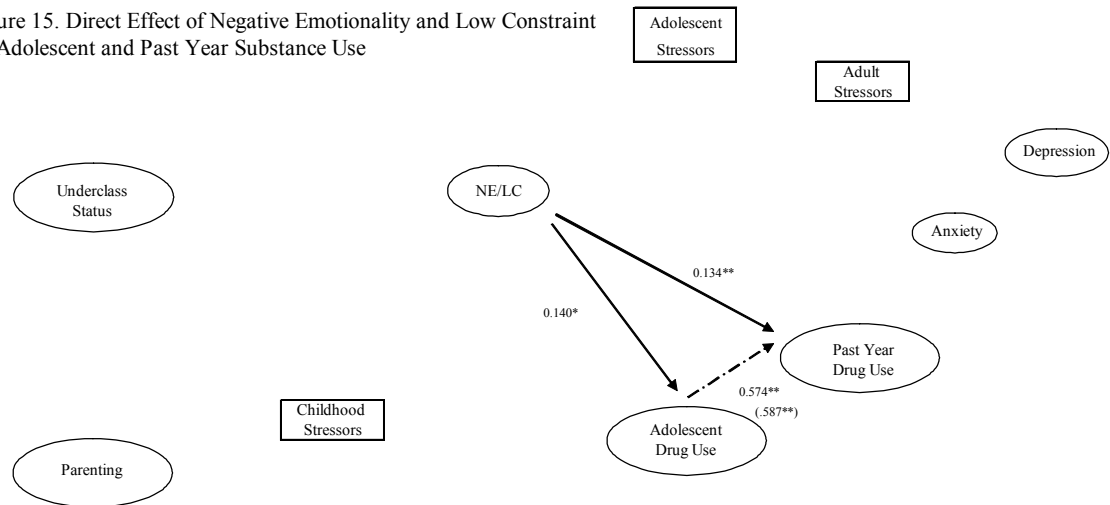 ure 15. Direct Effect of Negative Emotionality and Low Constraint
Adolescent and Past Year Substance Use
Adolescent
Stressors
Adult
Stressors
Depression
Underclass
Status
NE/LC
Anxiety
0.134**
0.140*
Past Year
Drug Use
0.574**
(.587**)
Childhood
Stressors
Adolescent
Drug Use
Parenting